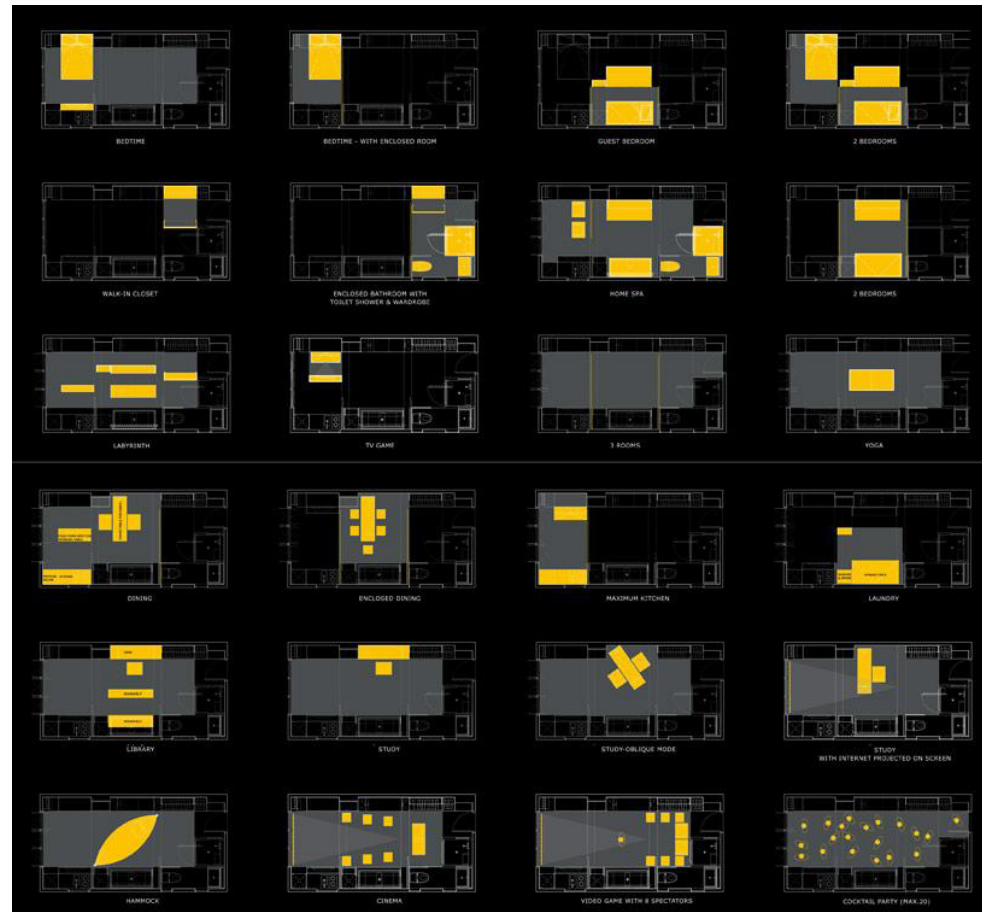 BEDTIME
BEDTIME - WITH ENCLOSED ROOM
GUEST BEDROOM
2 BEDROOMS
WALK-IN CLOSET
ENCLOSED BATHROOM WITH
TOILET SHOWER & WARDROBE
HOME SPA
2 BEDROOMS
LABYRINTH
TV GAME
3 ROOMS
YOGA
DINING
ENCLOSED DINING
MAXIMUM KITCHEN
LAUNDRY
LIBRARY
STUDY
STUDY-OBLIQUE MODE
STUDY
WITH INTERNET PROJECTED ON SCREEN
HAMMOCK
CINEMA
VIDEO GAME WITH 8 SPECTATORS
COCKTAIL PARTY (MAX.20)